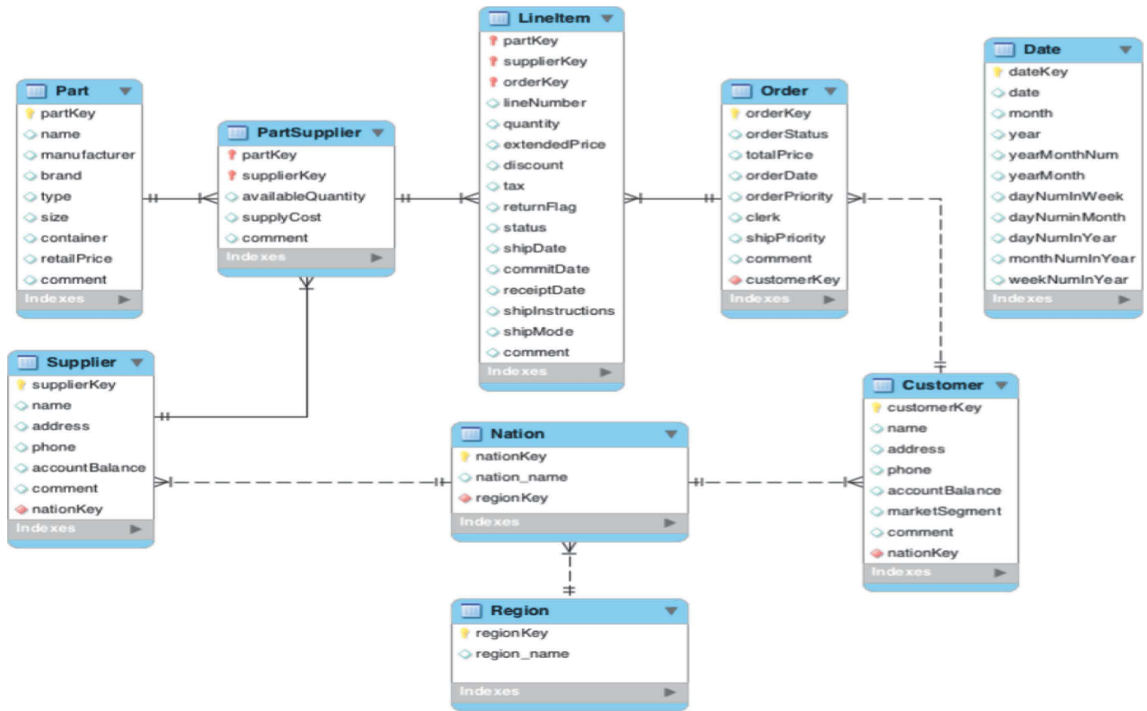 Part
partKey
name
manufacturer
brand
type
size
container
retailPrice
comment
Indexes
PartSupplier
partKey
supplierKey
availableQuantity
supplyCost
comment
Indexes
LineItem
partKey
supplierKey
orderKey
lineNumber
quantity
extendedPrice
discount
tax
returnFlag
status
shipDate
commitDate
receiptDate
shipInstructions
shipMode
comment
Indexes
Order
orderKey
orderStatus
totalPrice
orderDate
orderPriority
clerk
shipPriority
comment
customerKey
Indexes
Date
dateKey
date
month
year
yearMonthNum
yearMonth
dayNumInWeek
dayNuminMonth
dayNumInYear
monthNumInYear
weekNumInYear
Indexes
Supplier
supplierKey
name
address
phone
accountBalance
comment
nationKey
Indexes
Nation
nationKey
nation_name
regionKey
Indexes
Customer
customerKey
name
address
phone
accountBalance
marketSegment
comment
nationKey
Indexes
Region
regionKey
region_name
Indexes